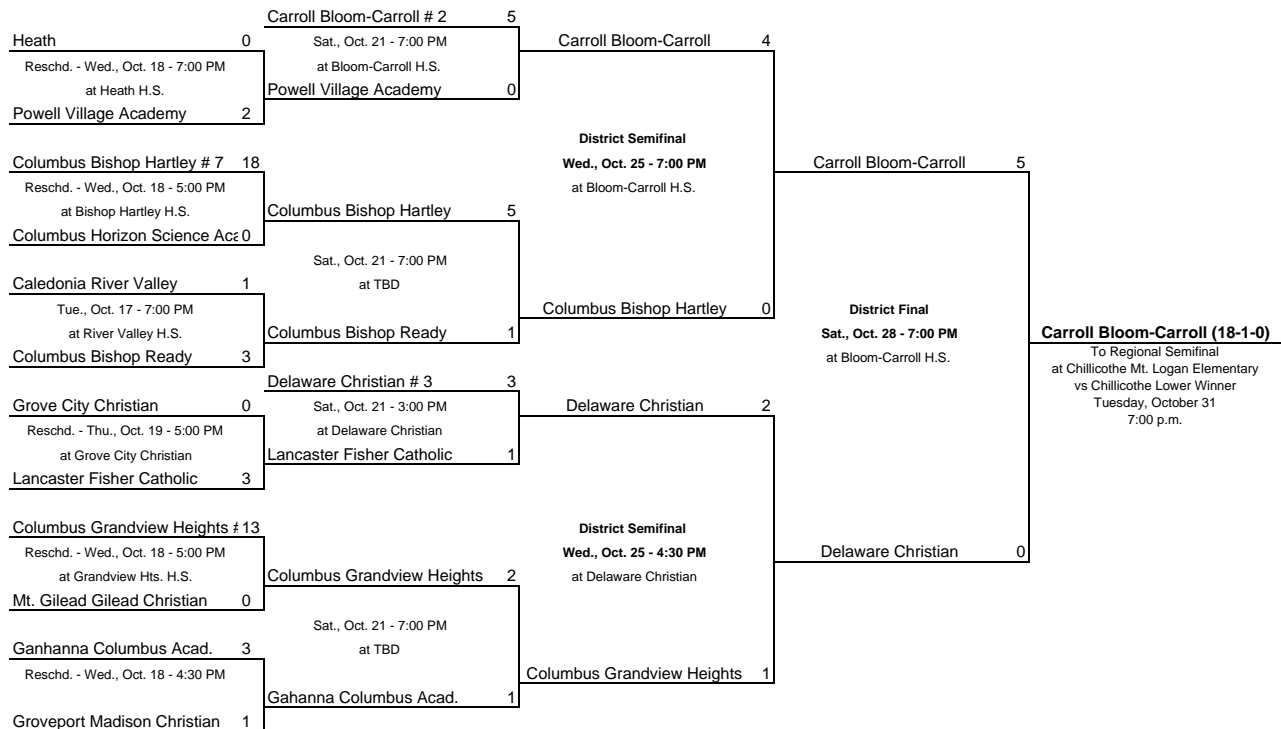 Carroll Bloom-Carroll # 2 5
Heath 0
Sat., Oct. 21 - 7:00 PM
Carroll Bloom-Carroll 4
Reschd. - Wed., Oct. 18 - 7:00 PM
at Bloom-Carroll H.S.
at Heath H.S.
Powell Village Academy 0
Powell Village Academy 2
District Semifinal
Columbus Bishop Hartley # 7 18
Wed., Oct. 25 - 7:00 PM
Carroll Bloom-Carroll 5
Reschd. - Wed., Oct. 18 - 5:00 PM
at Bloom-Carroll H.S.
at Bishop Hartley H.S.
Columbus Bishop Hartley 5
Columbus Horizon Science Aca 0
Sat., Oct. 21 - 7:00 PM
Caledonia River Valley 1
at TBD
Tue., Oct. 17 - 7:00 PM
Columbus Bishop Hartley 0
District Final
at River Valley H.S.
Columbus Bishop Ready 1
Sat., Oct. 28 - 7:00 PM
Carroll Bloom-Carroll (18-1-0)
Columbus Bishop Ready 3
at Bloom-Carroll H.S.
To Regional Semifinal
at Chillicothe Mt. Logan Elementary
Delaware Christian # 3 3
vs Chillicothe Lower Winner
Grove City Christian 0
Sat., Oct. 21 - 3:00 PM
Delaware Christian 2
Tuesday, October 31
7:00 p.m.
Reschd. - Thu., Oct. 19 - 5:00 PM
at Delaware Christian
at Grove City Christian
Lancaster Fisher Catholic 1
Lancaster Fisher Catholic 3
Columbus Grandview Heights # 13
District Semifinal
Reschd. - Wed., Oct. 18 - 5:00 PM
Wed., Oct. 25 - 4:30 PM
Delaware Christian 0
at Grandview Hts. H.S.
Columbus Grandview Heights 2
at Delaware Christian
Mt. Gilead Gilead Christian 0
Sat., Oct. 21 - 7:00 PM
Ganhanna Columbus Acad. 3
at TBD
Reschd. - Wed., Oct. 18 - 4:30 PM
Columbus Grandview Heights 1
Gahanna Columbus Acad. 1
Groveport Madison Christian 1